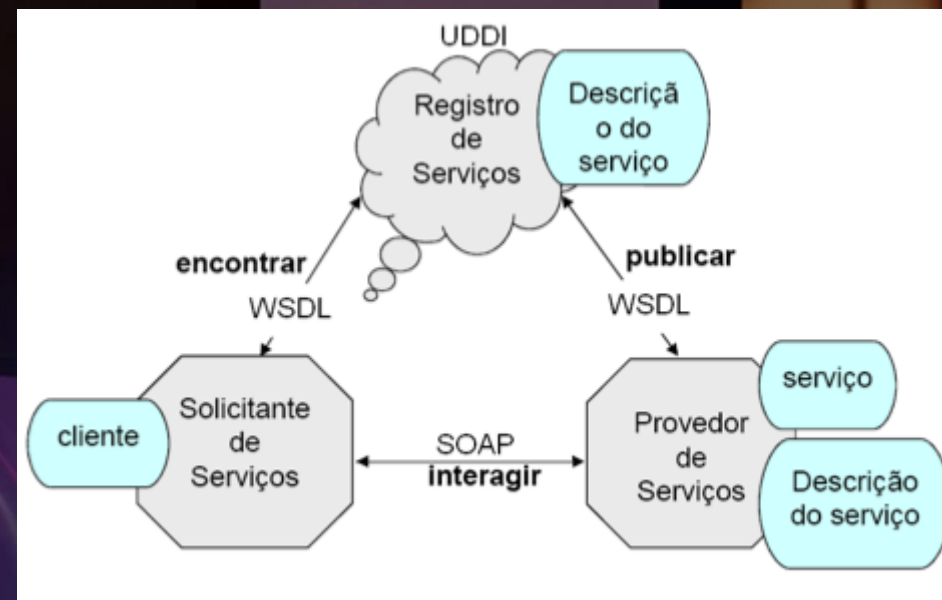 UDDI
Registro
de
Serviços
Descriçã
o do
serviço
encontrar
WSDL
publicar
WSDL
cliente
Solicitante
de
Serviços
SOAP
interagir
Provedor
de
Serviços
serviço
Descrição
do serviço